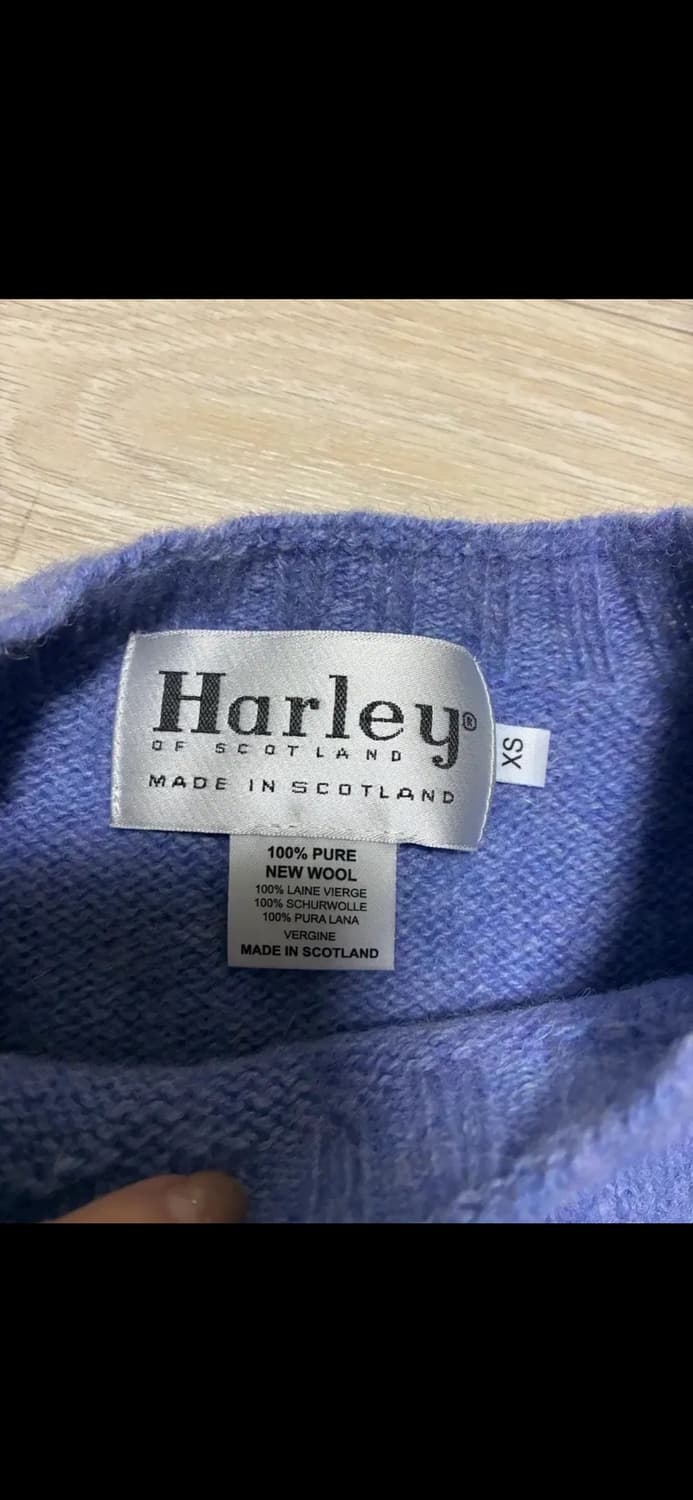 Harley®
OF SCOTLAND
MADE IN SCOTLAND
XS
100% PURE
NEW WOOL
100% LAINE VIERGE
100% SCHURWOLLE
100% PURA LANA
VERGINE
MADE IN SCOTLAND